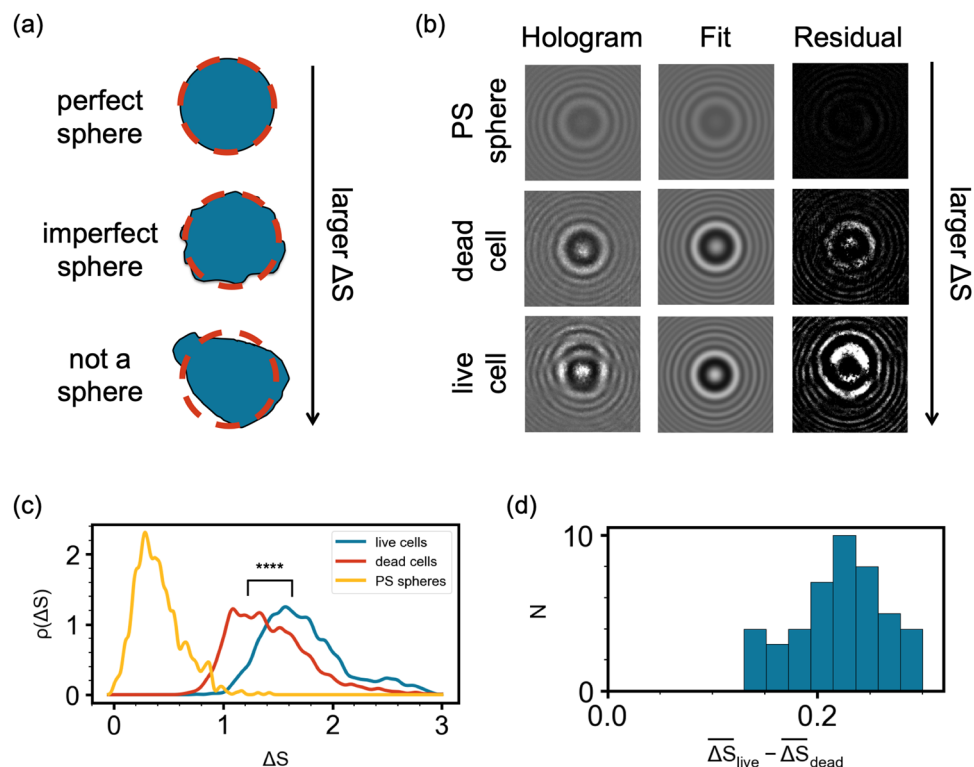 (a)
perfect
sphere
imperfect
sphere
not a
sphere
larger ΔS
(b)
Hologram Fit Residual
PS
sphere
dead
cell
live
cell
larger ΔS
(c)
ρ(ΔS)
2
1
0
live cells
dead cells
PS spheres
****
0 1 2 3
ΔS
(d)
N
10
0
0.0 0.2
ΔS̅live − ΔS̅dead